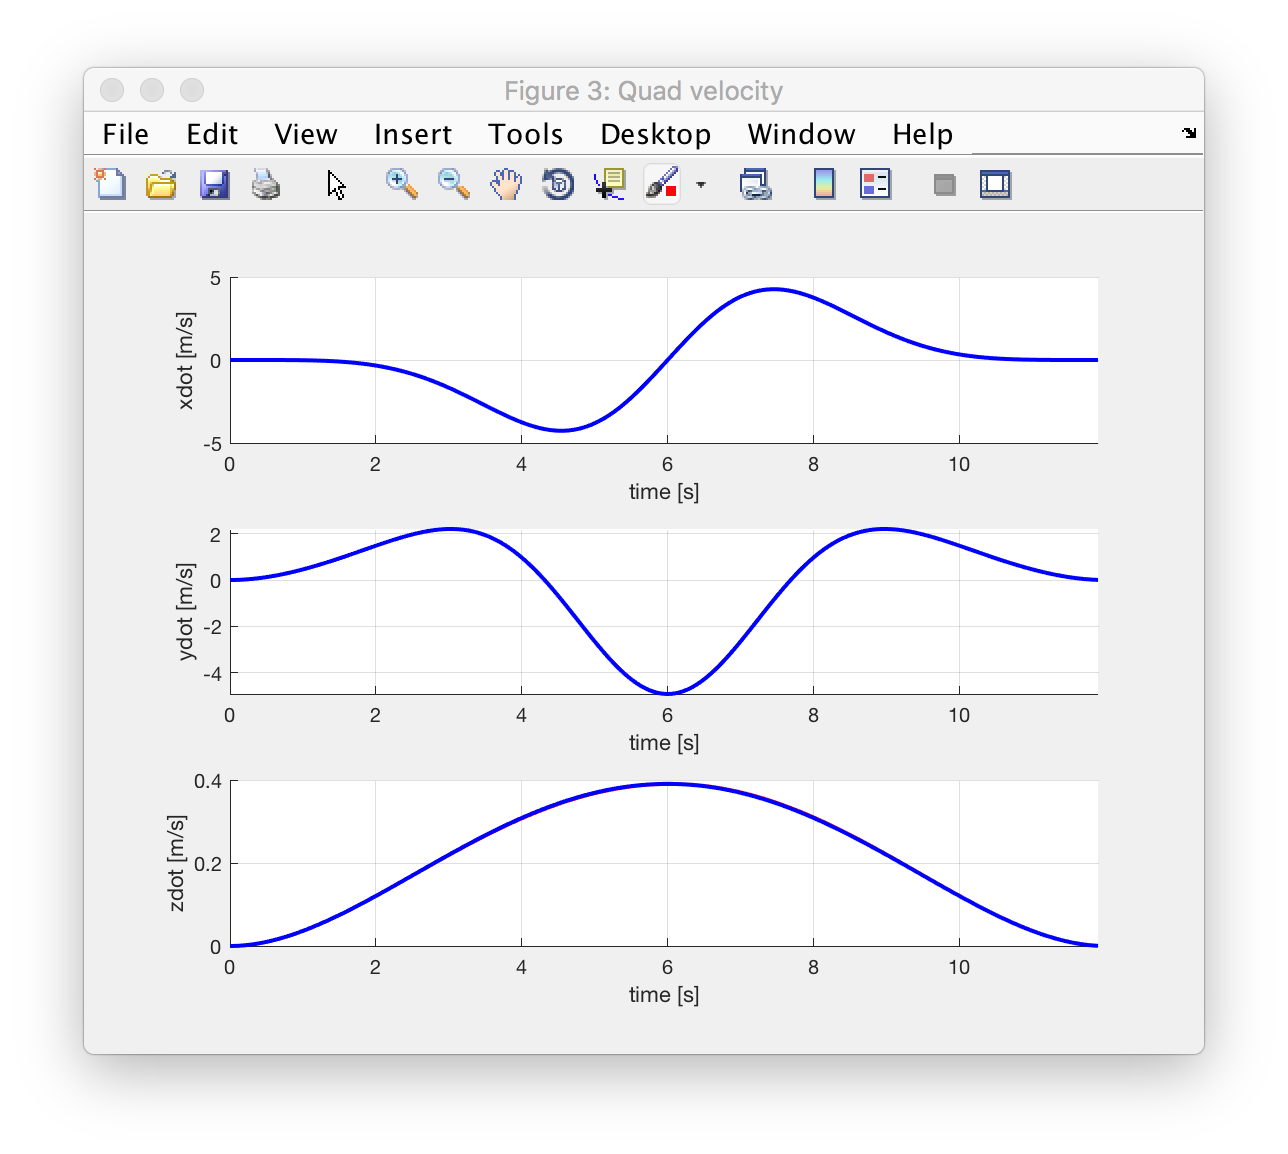 Figure 3: Quad velocity
File Edit View Insert Tools Desktop Window Help
5
0
-5
xdot [m/s]
0 2 4 6 8 10
time [s]
2
0
-2
-4
ydot [m/s]
0 2 4 6 8 10
time [s]
0.4
0.2
0
zdot [m/s]
0 2 4 6 8 10
time [s]